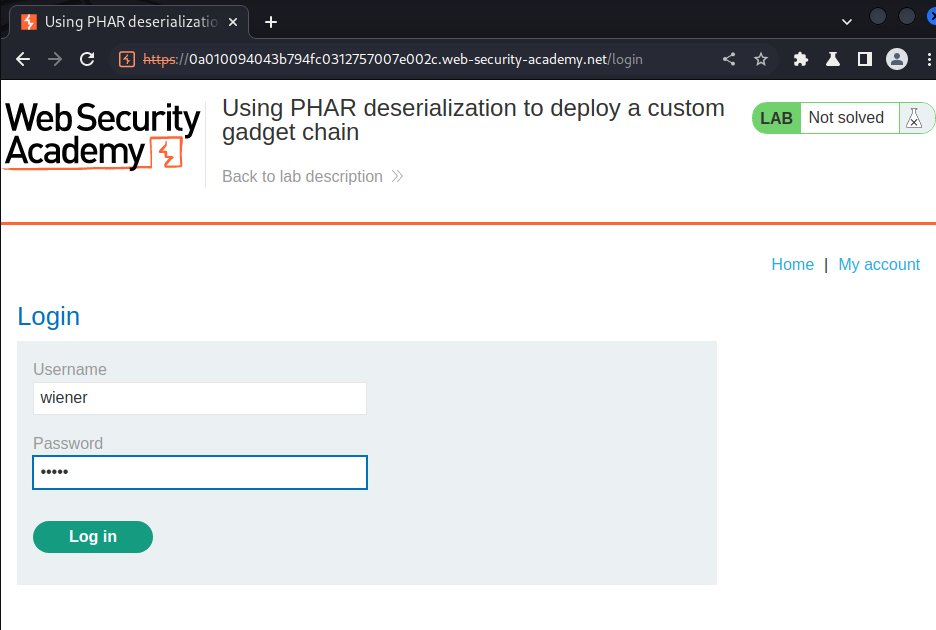 Using PHAR deserializatio
https://0a010094043b794fc0312757007e002c.web-security-academy.net/login
Web Security
Academy
Using PHAR deserialization to deploy a custom
gadget chain
LAB Not solved
Back to lab description
Home | My account
Login
Username
wiener
Password
•••••
Log in